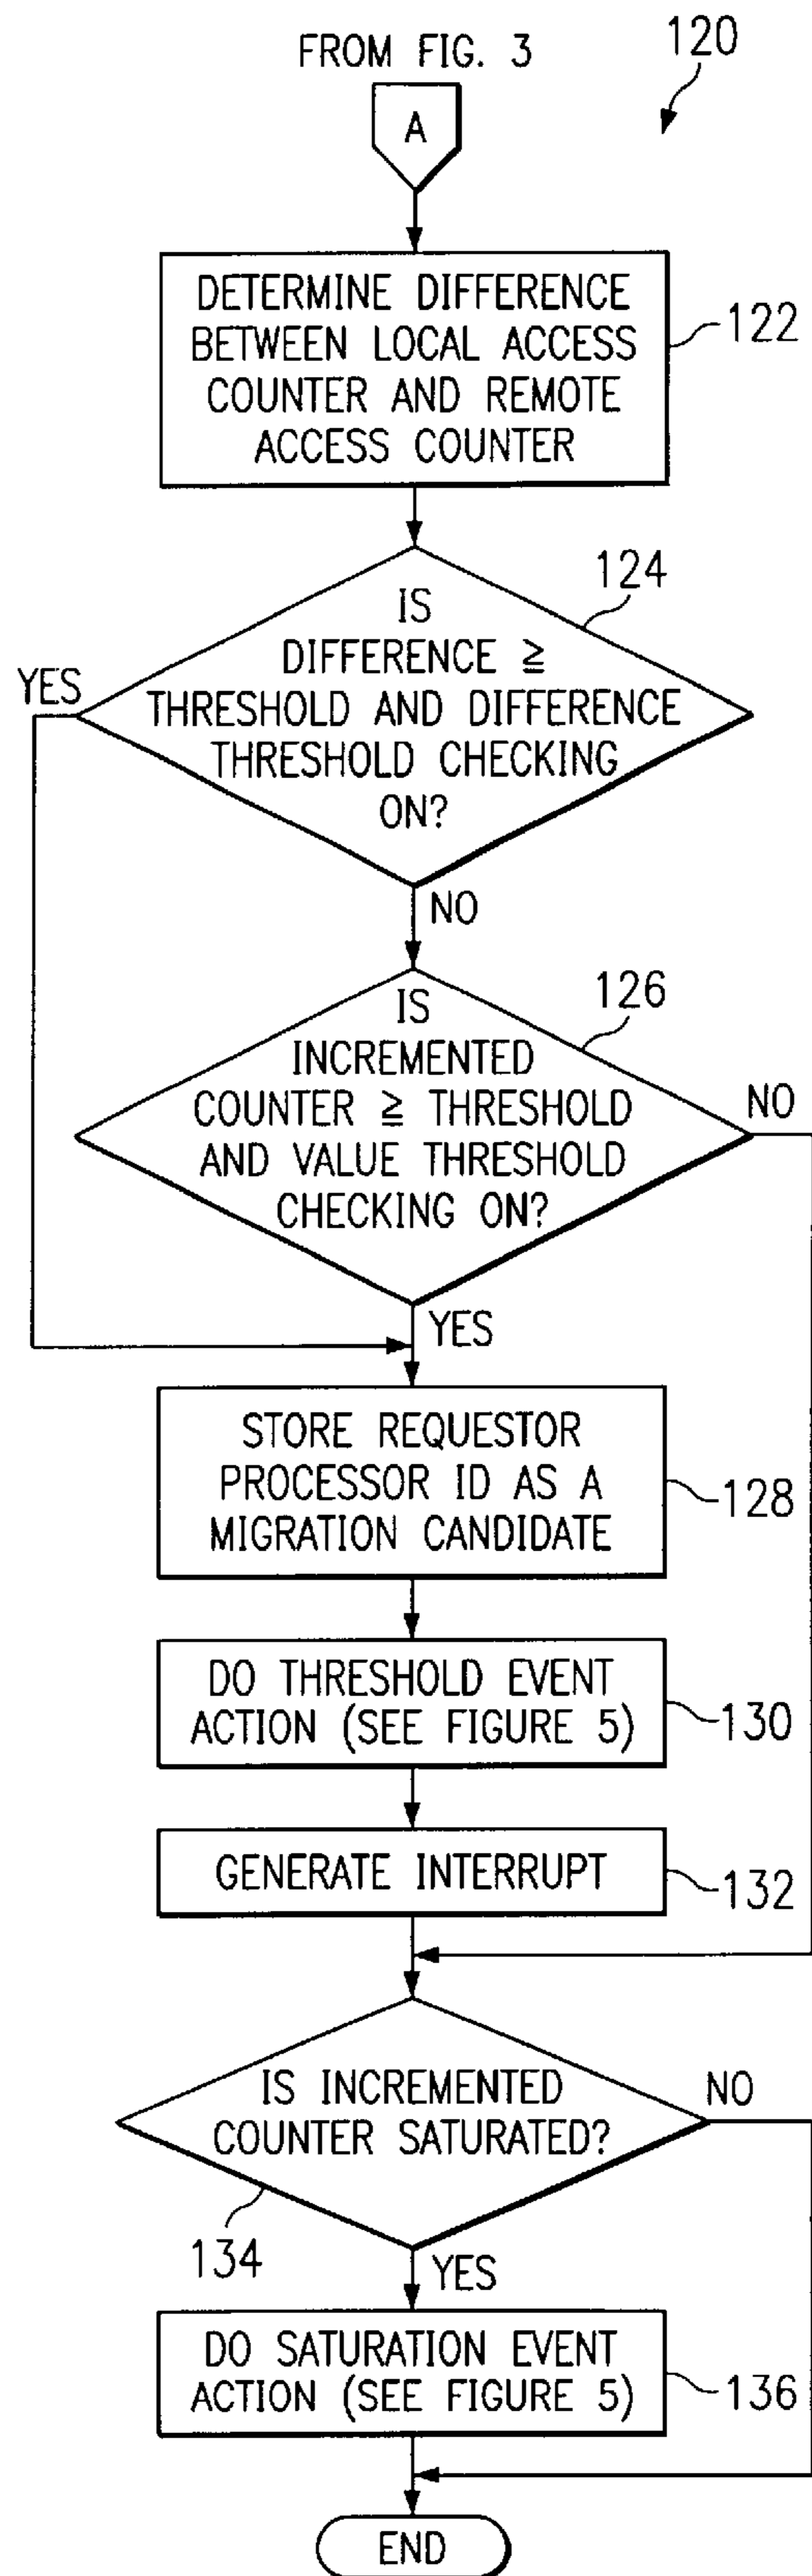 FROM FIG. 3
120
A
DETERMINE DIFFERENCE
BETWEEN LOCAL ACCESS
COUNTER AND REMOTE
ACCESS COUNTER
122
124
IS
DIFFERENCE ≧
THRESHOLD AND DIFFERENCE
THRESHOLD CHECKING
ON?
YES
NO
126
IS
INCREMENTED
COUNTER ≧ THRESHOLD
AND VALUE THRESHOLD
CHECKING ON?
NO
YES
STORE REQUESTOR
PROCESSOR ID AS A
MIGRATION CANDIDATE
128
DO THRESHOLD EVENT
ACTION (SEE FIGURE 5)
130
GENERATE INTERRUPT
132
IS INCREMENTED
COUNTER SATURATED?
NO
134
YES
DO SATURATION EVENT
ACTION (SEE FIGURE 5)
136
END